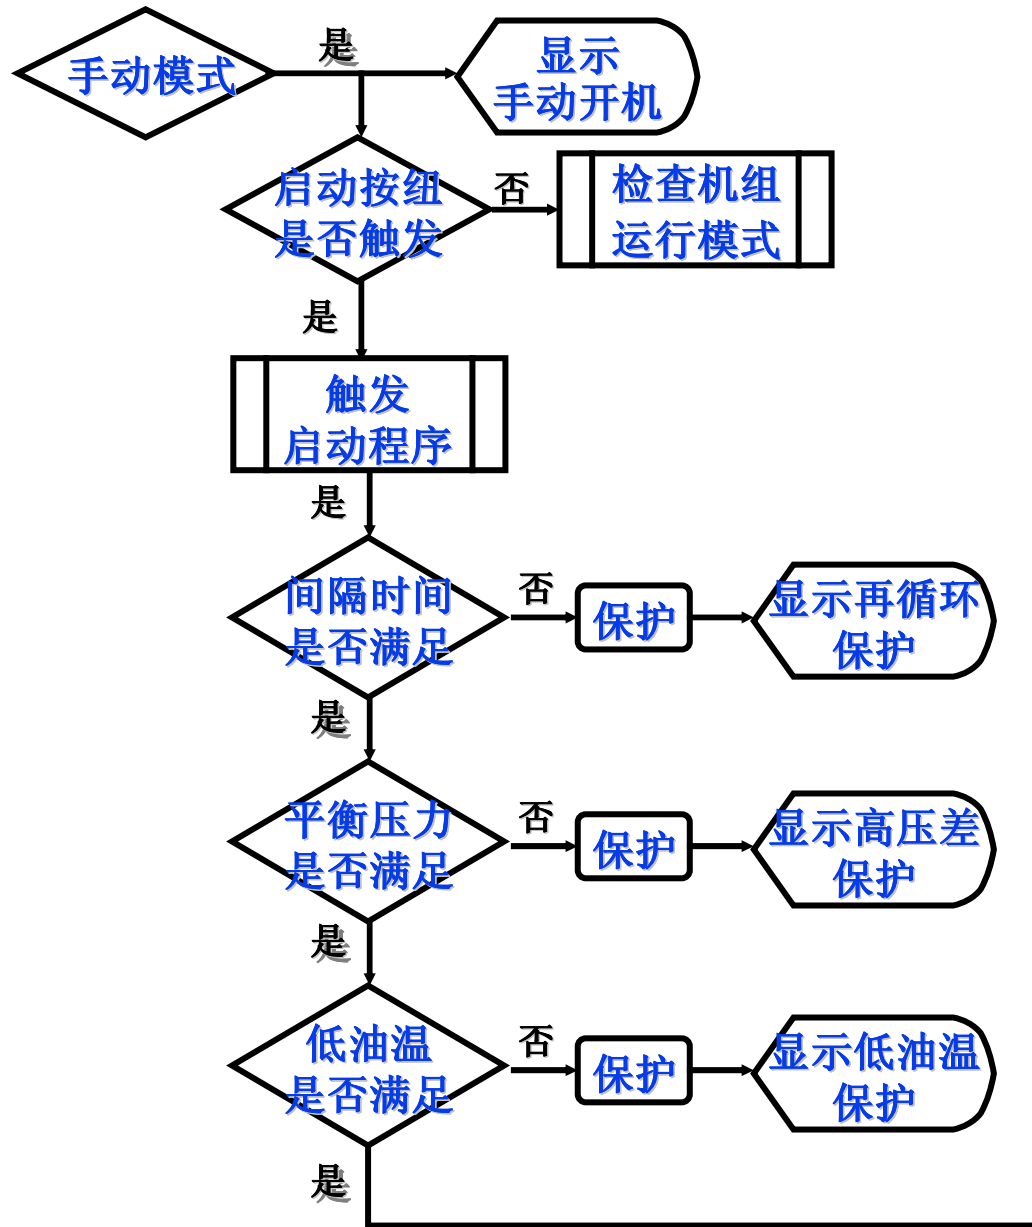 是
手动模式
显示
手动开机
启动按纽
是否触发
否
检查机组
运行模式
是
触发
启动程序
是
间隔时间
是否满足
否
保护
显示再循环
保护
是
平衡压力
是否满足
否
保护
显示高压差
保护
是
低油温
是否满足
否
保护
显示低油温
保护
是